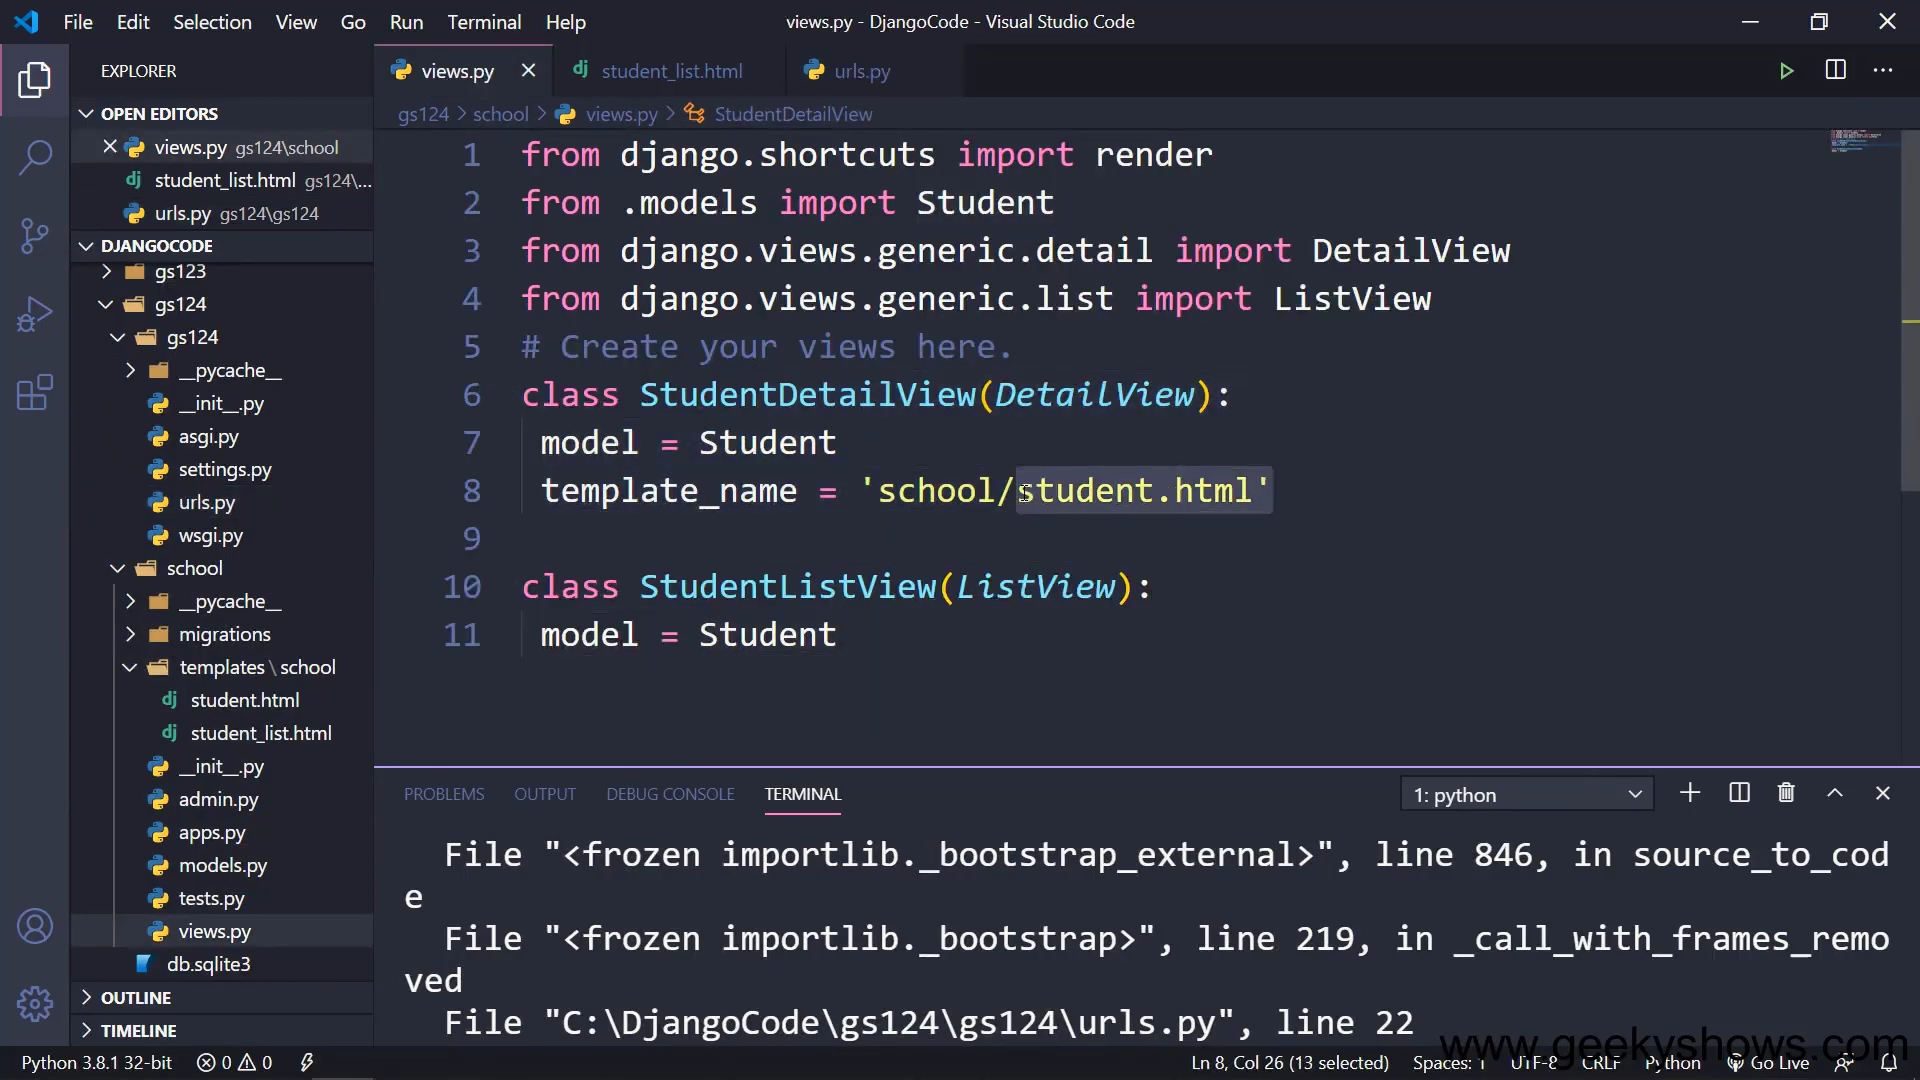 File Edit Selection View Go Run Terminal Help
views.py - DjangoCode - Visual Studio Code
EXPLORER
OPEN EDITORS
views.py gs124\school
student_list.html gs124\...
urls.py gs124\gs124
DJANGOCODE
gs123
gs124
gs124
__pycache__
__init__.py
asgi.py
settings.py
urls.py
wsgi.py
school
__pycache__
migrations
templates \ school
student.html
student_list.html
__init__.py
admin.py
apps.py
models.py
tests.py
views.py
db.sqlite3
OUTLINE
TIMELINE
views.py student_list.html urls.py
gs124 > school > views.py > StudentDetailView
1 from django.shortcuts import render
2 from .models import Student
3 from django.views.generic.detail import DetailView
4 from django.views.generic.list import ListView
5 # Create your views here.
6 class StudentDetailView(DetailView):
7 model = Student
8 template_name = 'school/student.html'
9
10 class StudentListView(ListView):
11 model = Student
PROBLEMS OUTPUT DEBUG CONSOLE TERMINAL
1: python
File "<frozen importlib._bootstrap_external>", line 846, in source_to_cod
e
File "<frozen importlib._bootstrap>", line 219, in _call_with_frames_remo
ved
File "C:\DjangoCode\gs124\gs124\urls.py", line 22
www.geekyshows.com
Python 3.8.1 32-bit 0 0
Ln 8, Col 26 (13 selected) Spaces: 1 UTF-8 CRLF Python Go Live